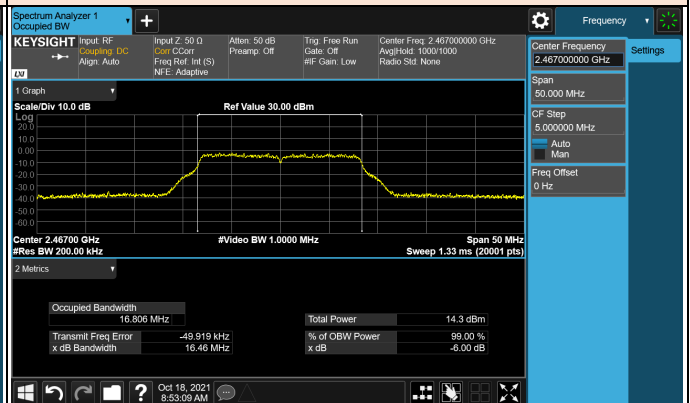 Spectrum Analyzer 1
Occupied BW
+
Frequency
KEYSIGHT
Input: RF
Coupling: DC
Align: Auto
Input Z: 50 Ω
Corr CCorr
Freq Ref: Int (S)
NFE: Adaptive
Atten: 50 dB
Preamp: Off
Trig: Free Run
Gate: Off
#IF Gain: Low
Center Freq: 2.467000000 GHz
Avg|Hold: 1000/1000
Radio Std: None
LXI
Center Frequency
2.467000000 GHz
Settings
Span
50.000 MHz
CF Step
5.000000 MHz
Auto
Man
Freq Offset
0 Hz
1 Graph
Scale/Div 10.0 dB
Ref Value 30.00 dBm
Log
20.0
10.0
0.00
-10.0
-20.0
-30.0
-40.0
-50.0
-60.0
Center 2.46700 GHz
#Video BW 1.0000 MHz
Span 50 MHz
#Res BW 200.00 kHz
Sweep 1.33 ms (20001 pts)
2 Metrics
Occupied Bandwidth
16.806 MHz
Total Power 14.3 dBm
Transmit Freq Error -49.919 kHz
% of OBW Power 99.00 %
x dB Bandwidth 16.46 MHz
x dB -6.00 dB
?
Oct 18, 2021
8:53:09 AM